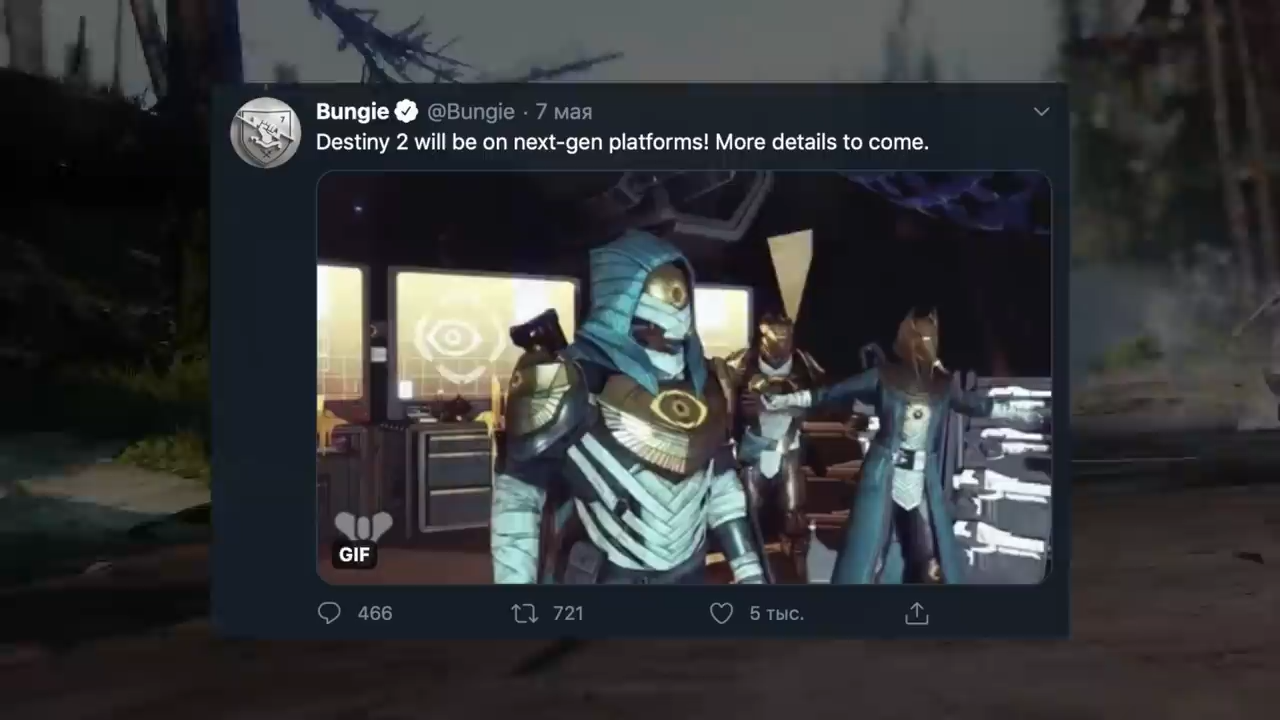 Bungie @Bungie · 7 мая
Destiny 2 will be on next-gen platforms! More details to come.
GIF
466 721 5 тыс.